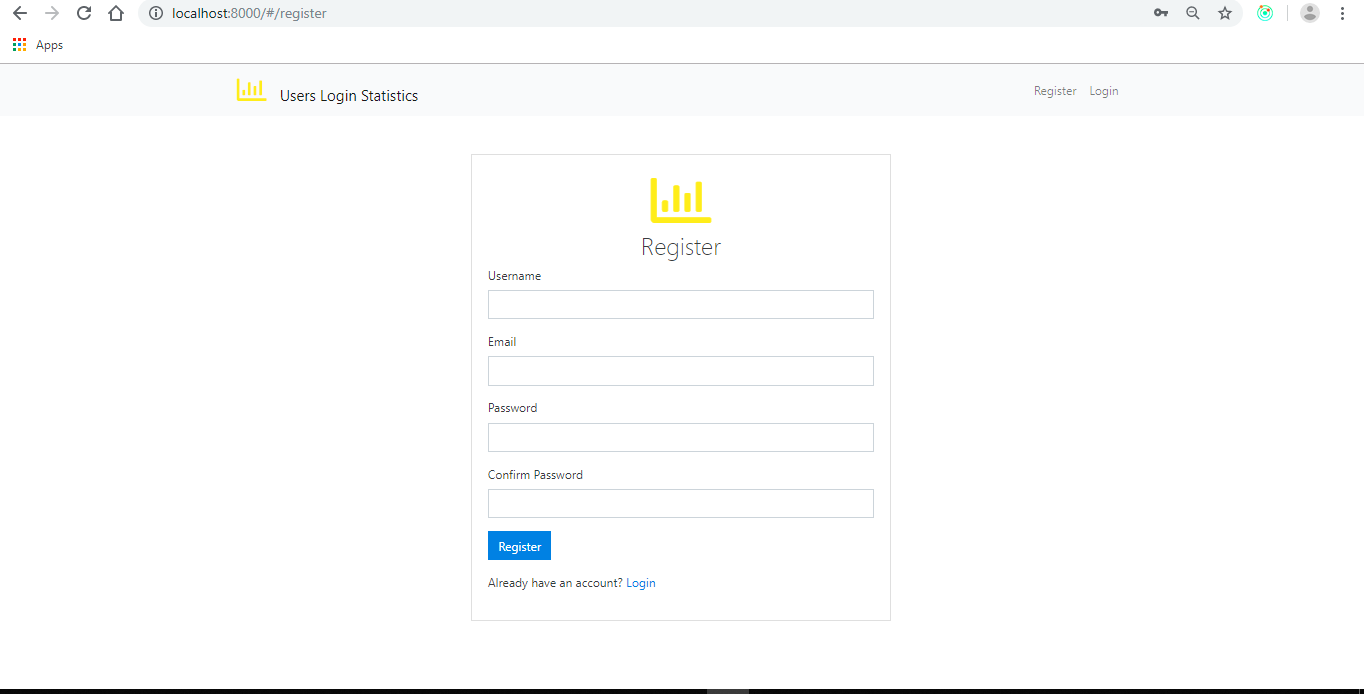 localhost:8000/#/register
Apps
Users Login Statistics
Register Login
Register
Username
Email
Password
Confirm Password
Register
Already have an account? Login